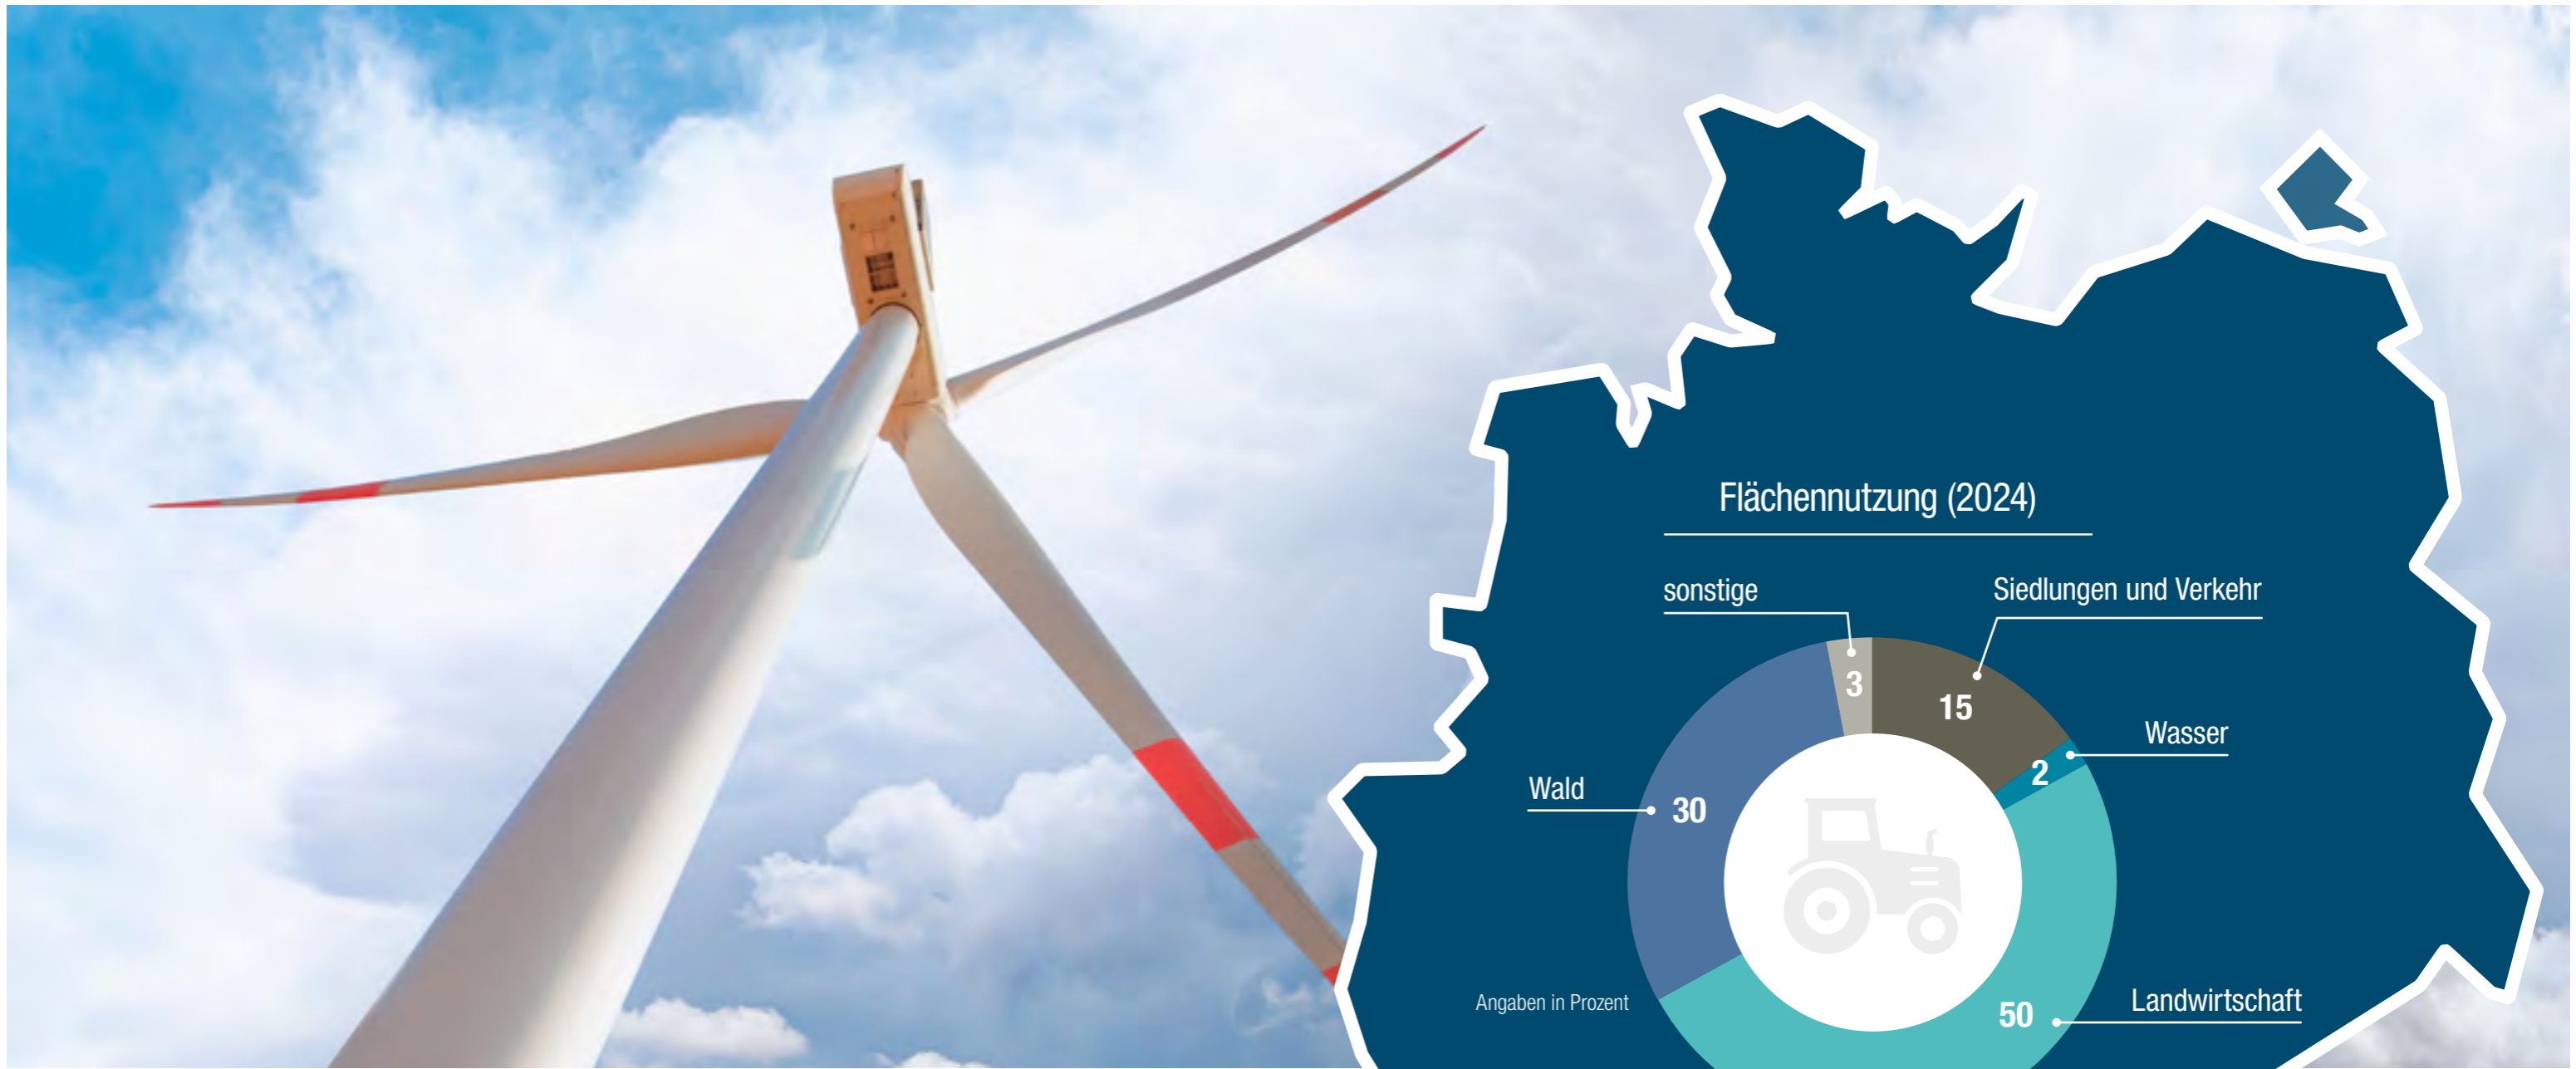 Flächennutzung (2024)
sonstige
Siedlungen und Verkehr
3
15
Wasser
2
Wald
30
Angaben in Prozent
50
Landwirtschaft